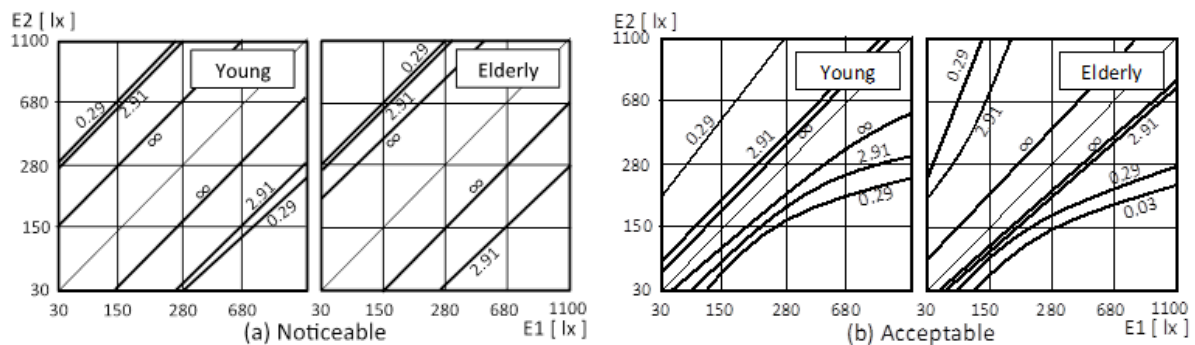 E2 [ lx ]
1100
680
280
150
30
Young
0.29
2.91
∞
∞
2.91
0.29
30 150 280 680
Elderly
0.29
2.91
∞
∞
2.91
30 150 280 680 1100
E1 [ lx ]
(a) Noticeable
E2 [ lx ]
1100
680
280
150
30
Young
0.29
2.91
∞
∞
2.91
0.29
30 150 280 680
Elderly
0.29
2.91
∞
2.91
0.29
0.03
30 150 280 680 1100
E1 [ lx ]
(b) Acceptable